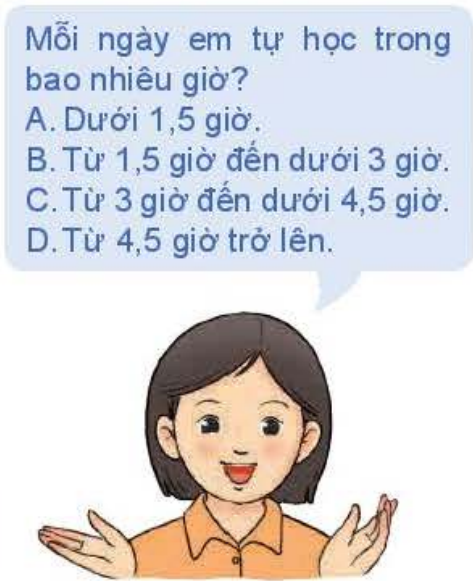 Mỗi ngày em tự học trong
bao nhiêu giờ?
A. Dưới 1,5 giờ.
B. Từ 1,5 giờ đến dưới 3 giờ.
C. Từ 3 giờ đến dưới 4,5 giờ.
D. Từ 4,5 giờ trở lên.